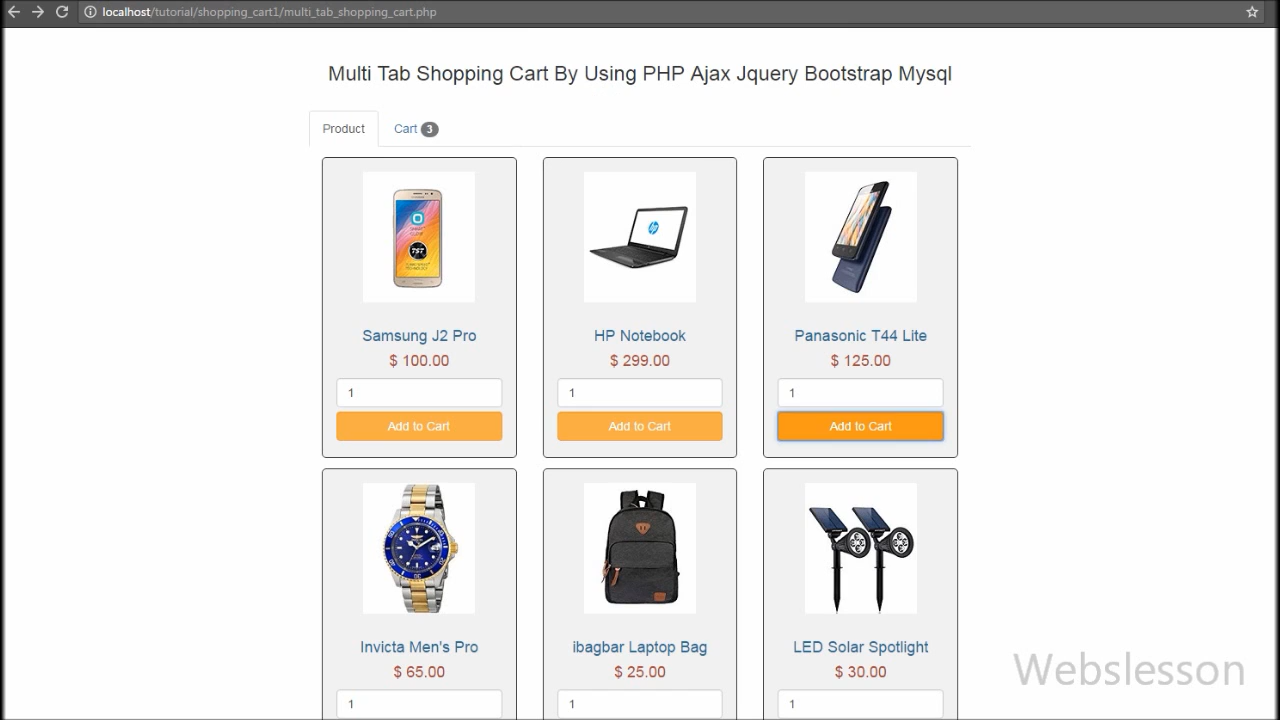 localhost/tutorial/shopping_cart1/multi_tab_shopping_cart.php
Multi Tab Shopping Cart By Using PHP Ajax Jquery Bootstrap Mysql
Product
Cart 3
Samsung J2 Pro
$ 100.00
1
Add to Cart
HP Notebook
$ 299.00
1
Add to Cart
Panasonic T44 Lite
$ 125.00
1
Add to Cart
Invicta Men's Pro
$ 65.00
1
ibagbar Laptop Bag
$ 25.00
1
LED Solar Spotlight
$ 30.00
1
Webslesson